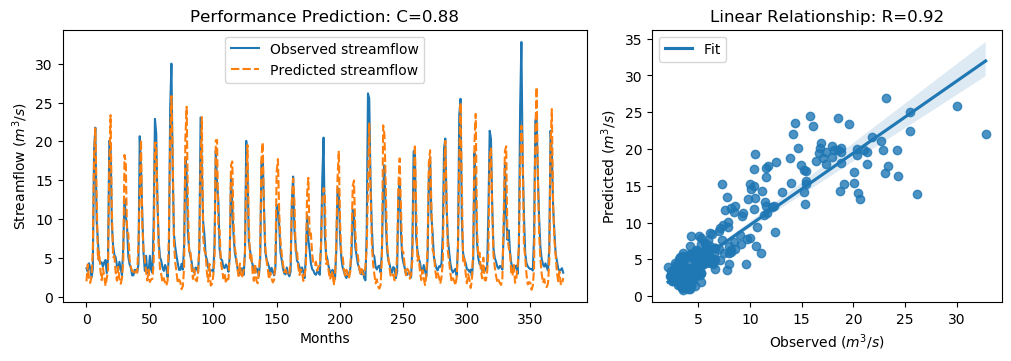 Performance Prediction: C=0.88
Observed streamflow
Predicted streamflow
Streamflow (m³/s)
30
25
20
15
10
5
0
0 50 100 150 200 250 300 350
Months
Linear Relationship: R=0.92
Fit
Predicted (m³/s)
35
30
25
20
15
10
5
0
5 10 15 20 25 30
Observed (m³/s)